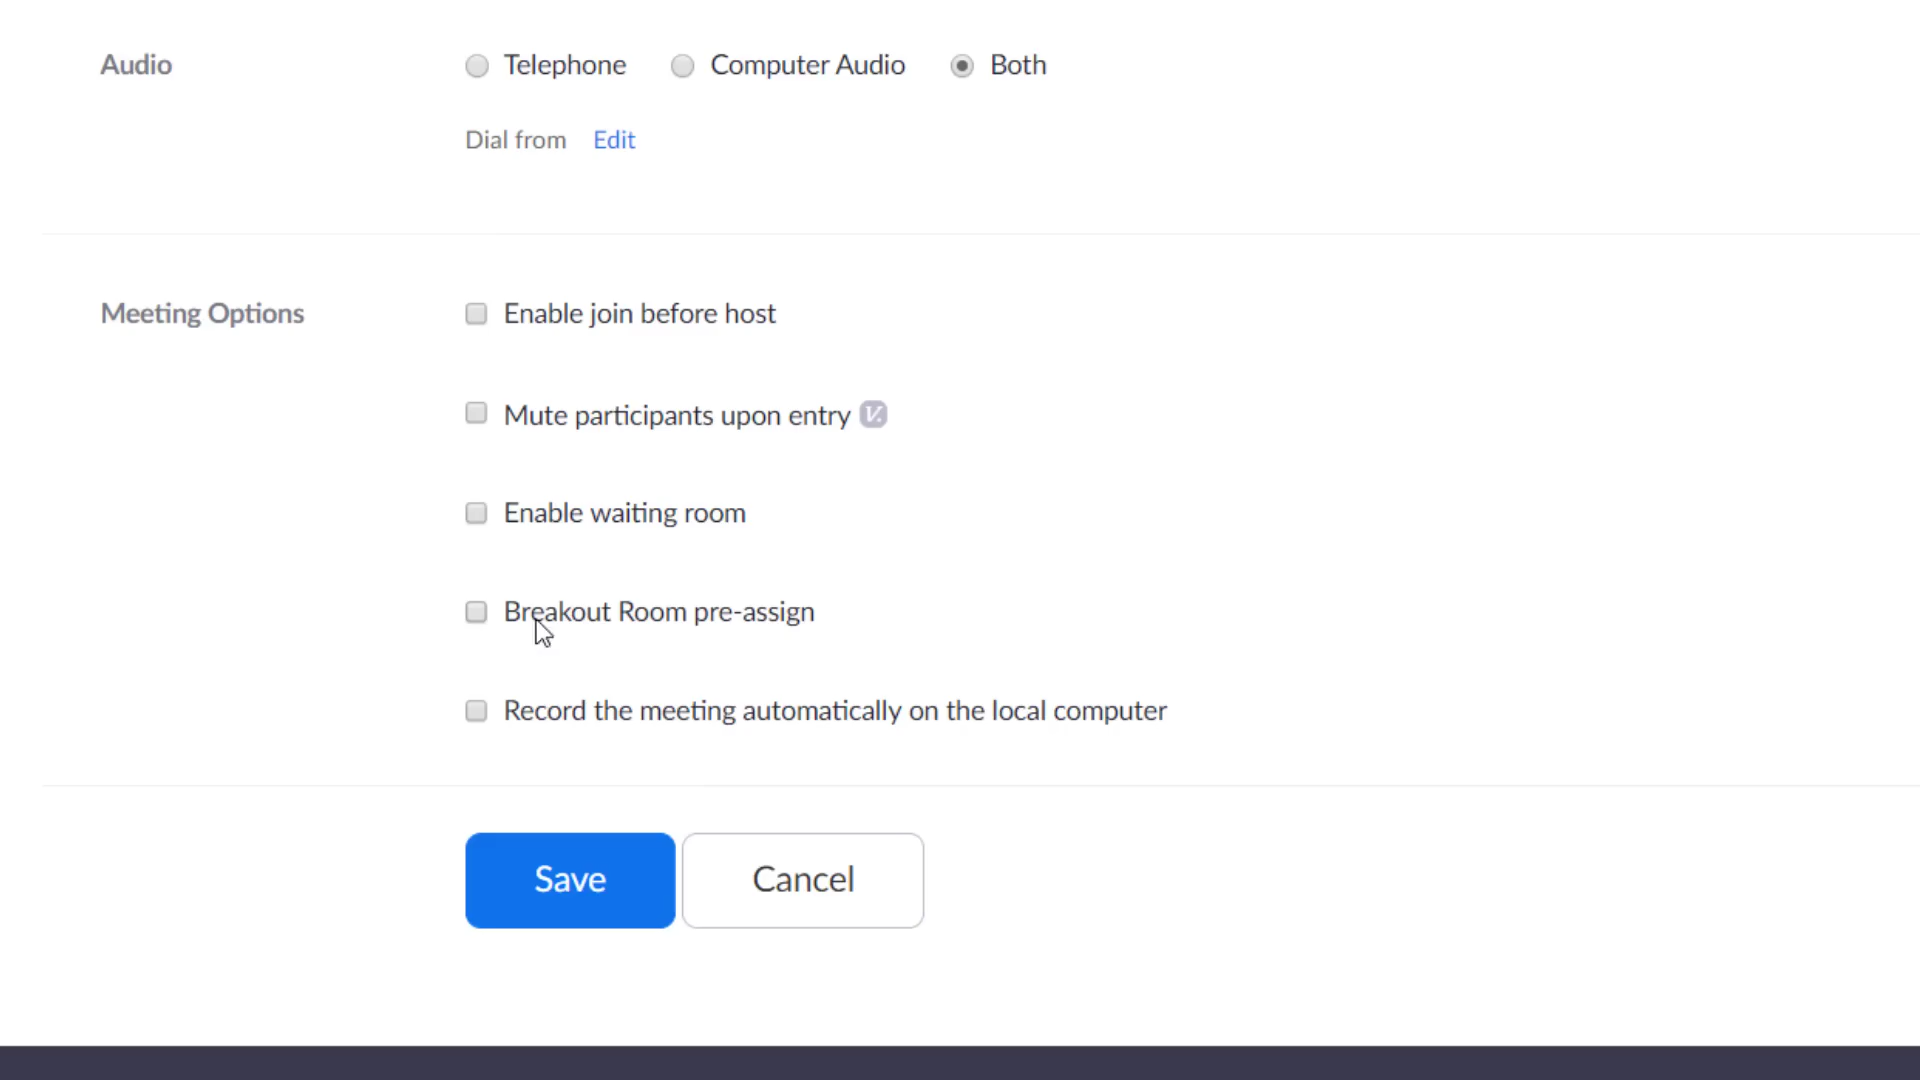 Audio
Telephone Computer Audio Both
Dial from Edit
Meeting Options
Enable join before host
Mute participants upon entry V.
Enable waiting room
Breakout Room pre-assign
Record the meeting automatically on the local computer
Save Cancel